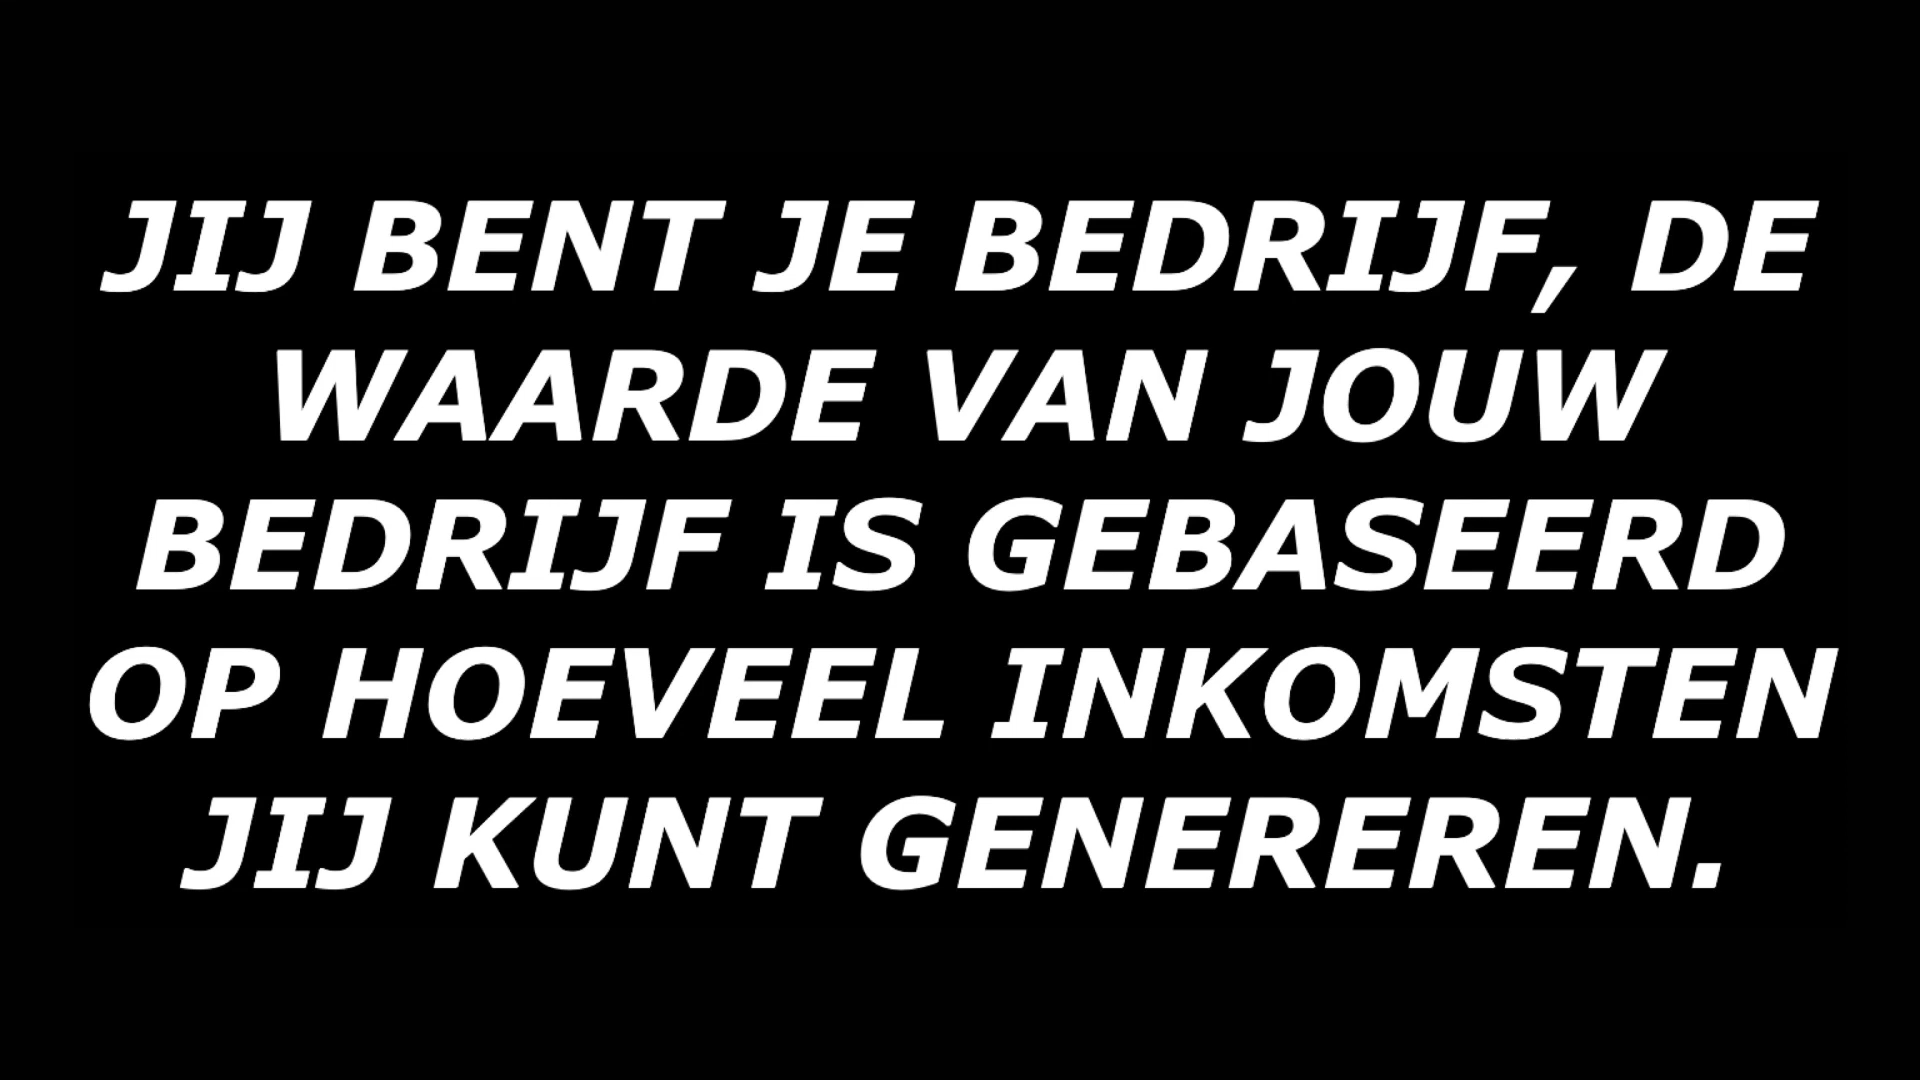 JIJ BENT JE BEDRIJF, DE
WAARDE VAN JOUW
BEDRIJF IS GEBASEERD
OP HOEVEEL INKOMSTEN
JIJ KUNT GENEREREN.